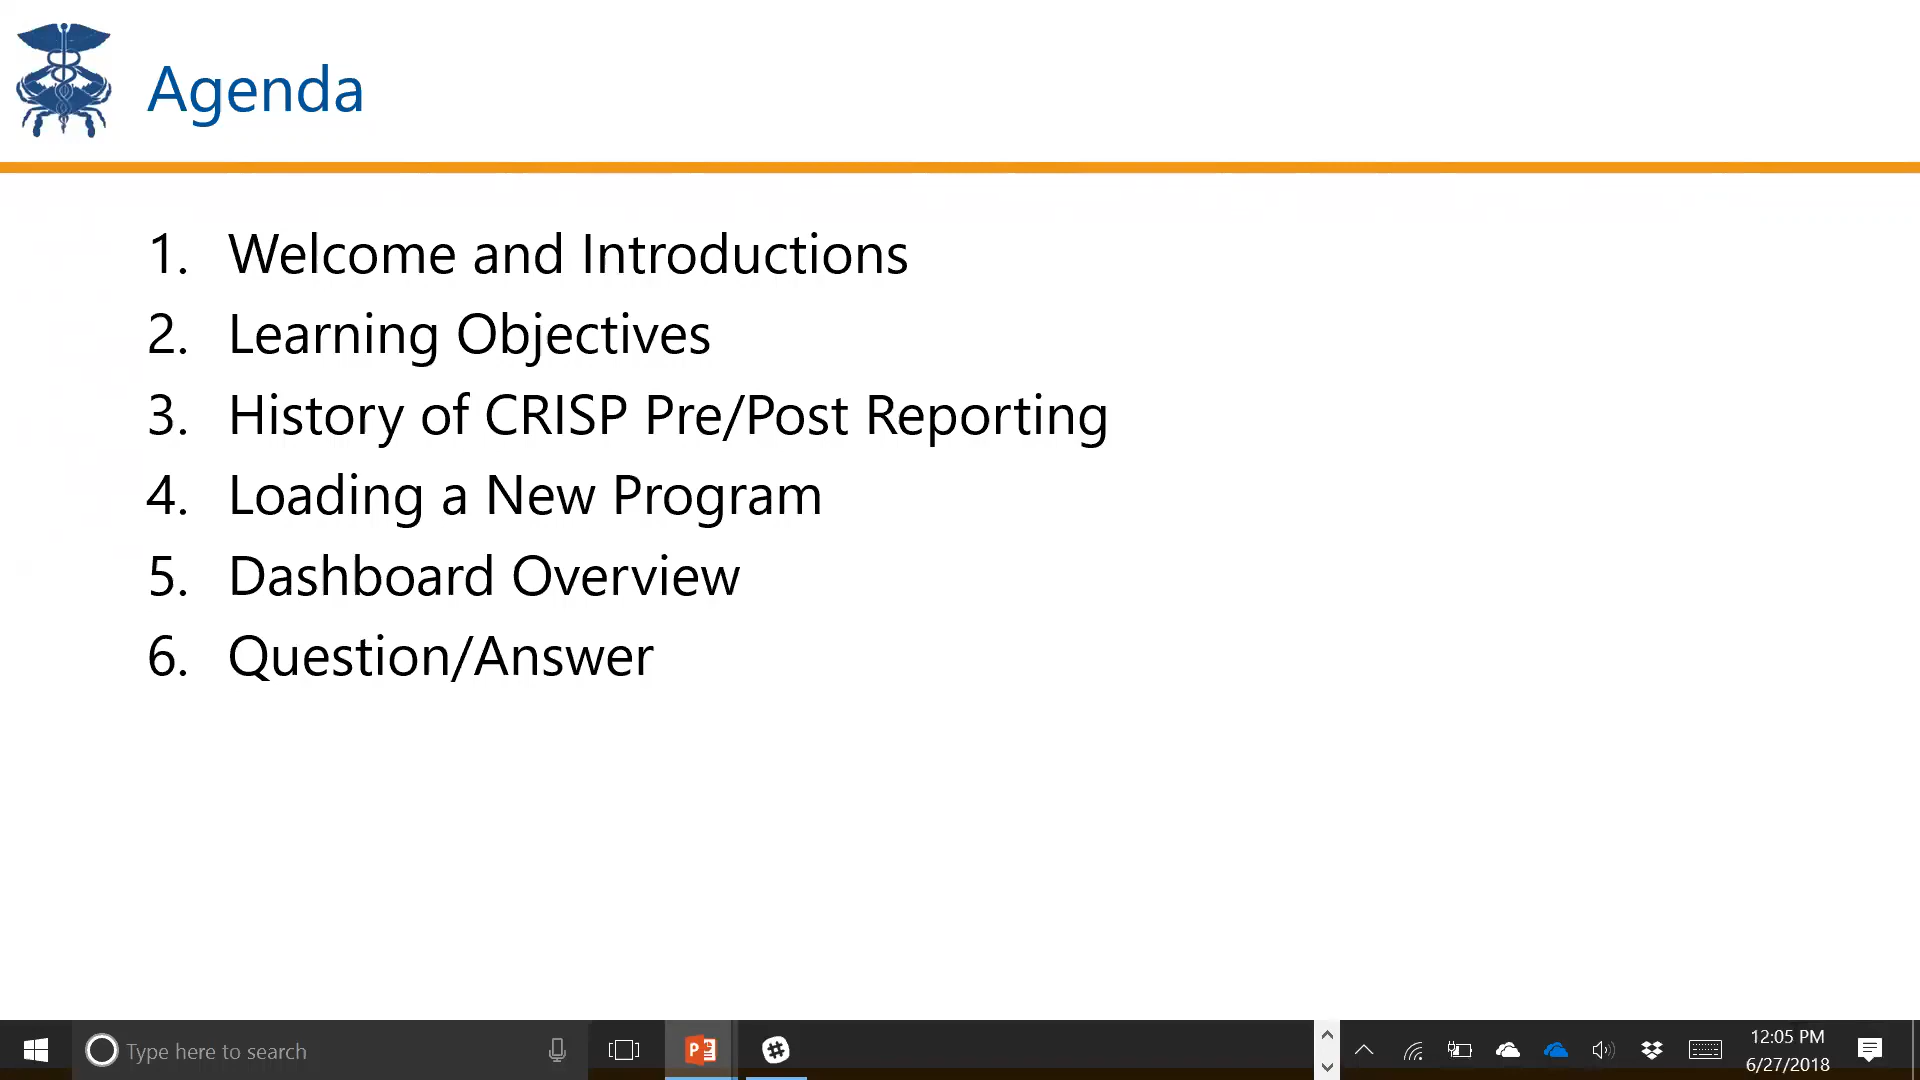 Agenda
1. Welcome and Introductions
2. Learning Objectives
3. History of CRISP Pre/Post Reporting
4. Loading a New Program
5. Dashboard Overview
6. Question/Answer
Type here to search
12:05 PM
6/27/2018